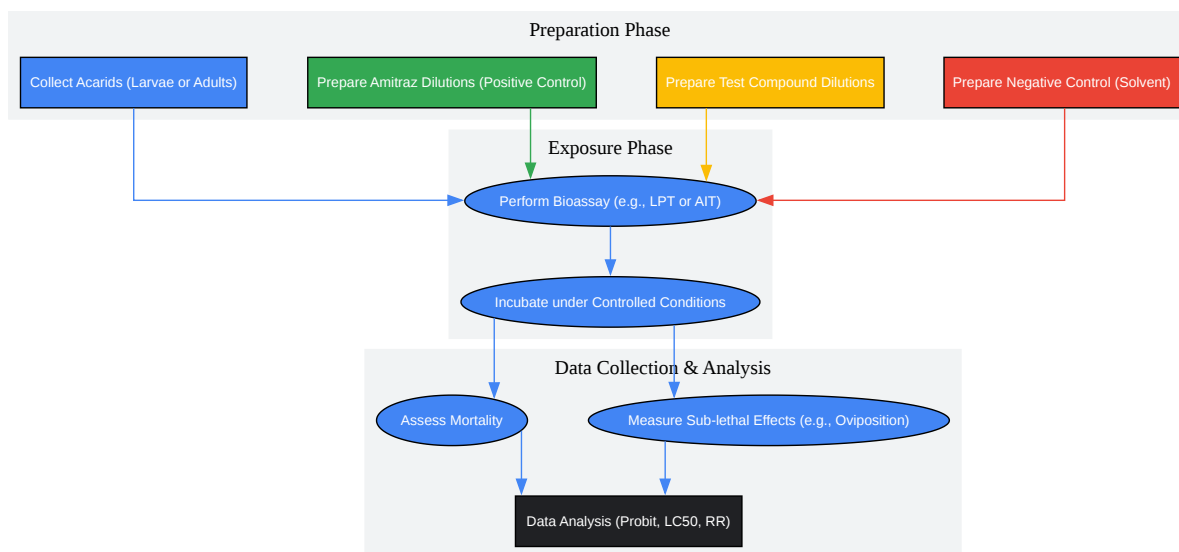 Preparation Phase
Collect Acarids (Larvae or Adults)
Prepare Amitraz Dilutions (Positive Control)
Prepare Test Compound Dilutions
Prepare Negative Control (Solvent)
Exposure Phase
Perform Bioassay (e.g., LPT or AIT)
Incubate under Controlled Conditions
Data Collection & Analysis
Assess Mortality
Measure Sub-lethal Effects (e.g., Oviposition)
Data Analysis (Probit, LC50, RR)